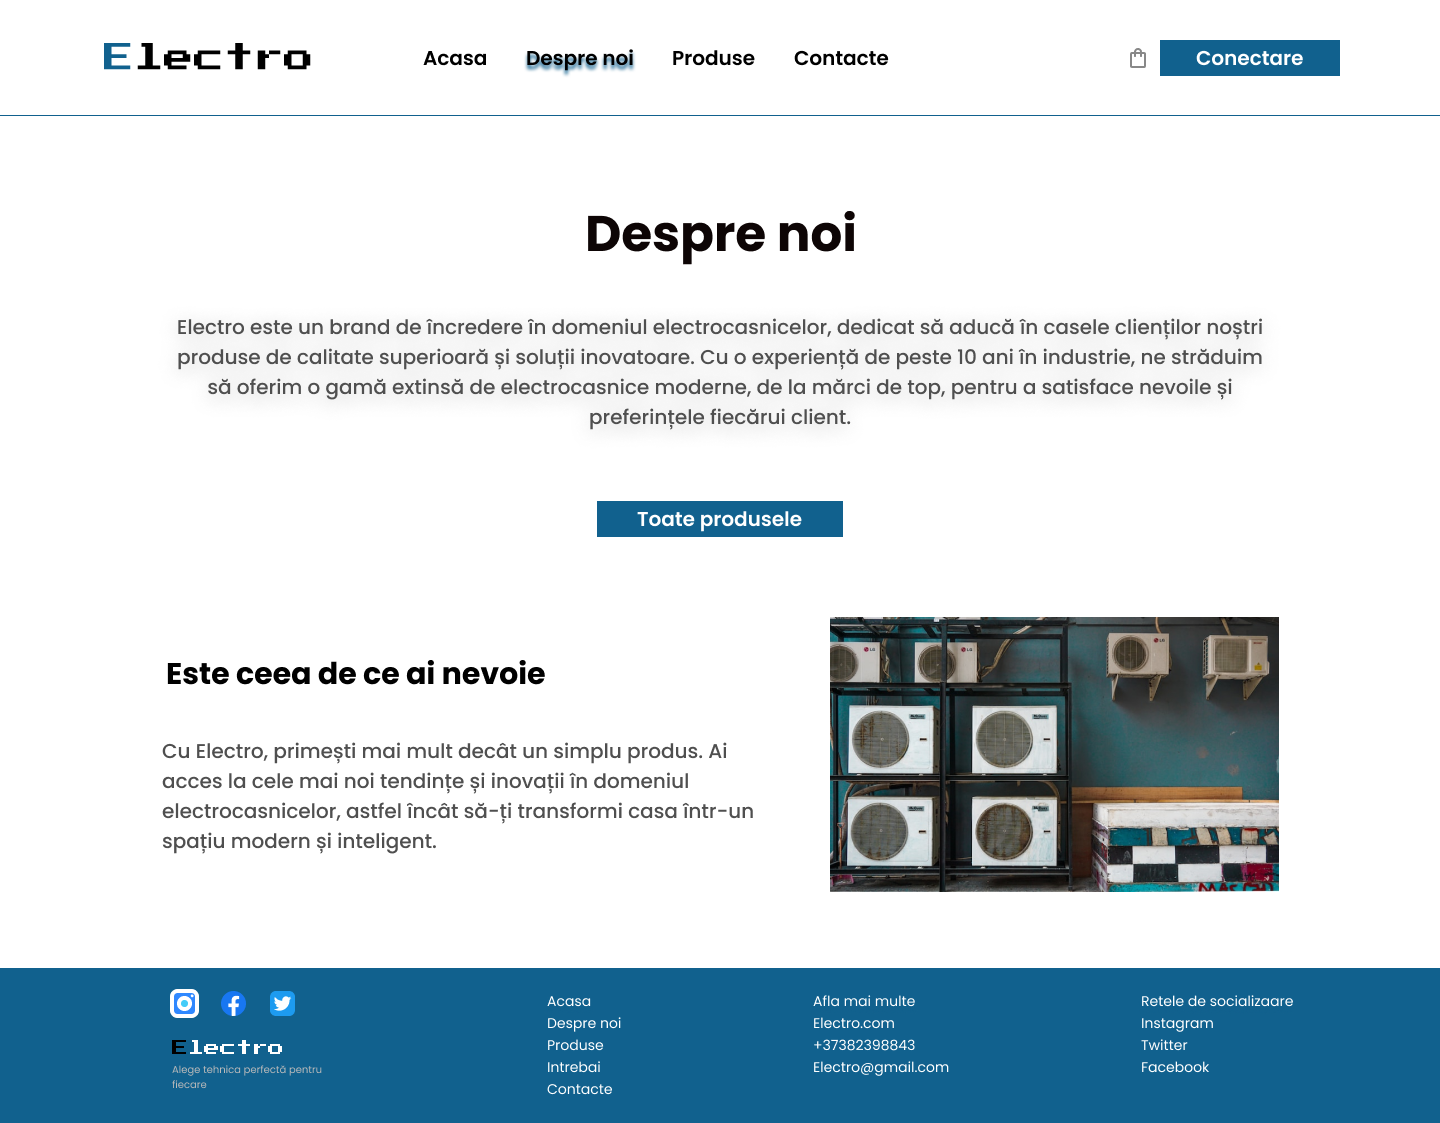 Electro
Acasa
Despre noi
Produse
Contacte
Conectare
Despre noi
Electro este un brand de încredere în domeniul electrocasnicelor, dedicat să aducă în casele clienților noștri
produse de calitate superioară și soluții inovatoare. Cu o experiență de peste 10 ani în industrie, ne străduim
să oferim o gamă extinsă de electrocasnice moderne, de la mărci de top, pentru a satisface nevoile și
preferințele fiecărui client.
Toate produsele
Este ceea de ce ai nevoie
Cu Electro, primești mai mult decât un simplu produs. Ai
acces la cele mai noi tendințe și inovații în domeniul
electrocasnicelor, astfel încât să-ți transformi casa într-un
spațiu modern și inteligent.
LG
LG
LG
Electro
Alege tehnica perfectă pentru
fiecare
Acasa
Despre noi
Produse
Intrebai
Contacte
Afla mai multe
Electro.com
+37382398843
Electro@gmail.com
Retele de socializaare
Instagram
Twitter
Facebook